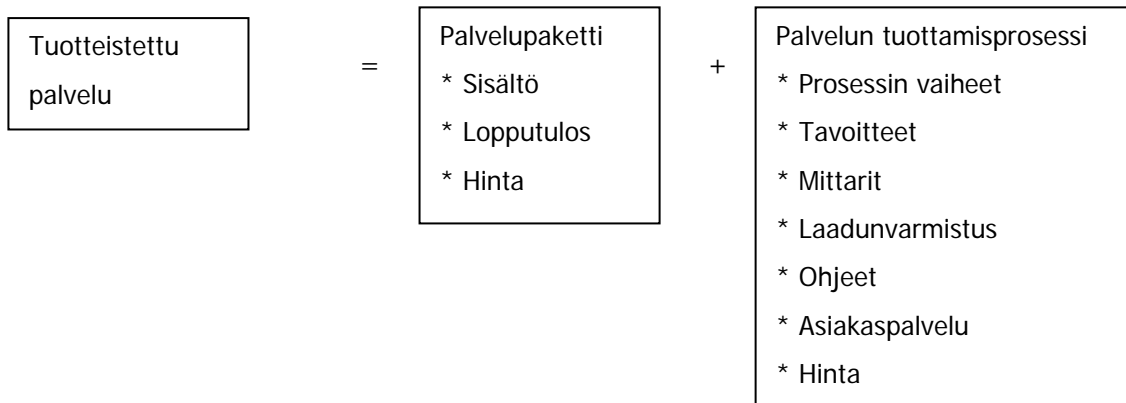 Tuotteistettu
palvelu
=
Palvelupaketti
* Sisältö
* Lopputulos
* Hinta
+
Palvelun tuottamisprosessi
* Prosessin vaiheet
* Tavoitteet
* Mittarit
* Laadunvarmistus
* Ohjeet
* Asiakaspalvelu
* Hinta